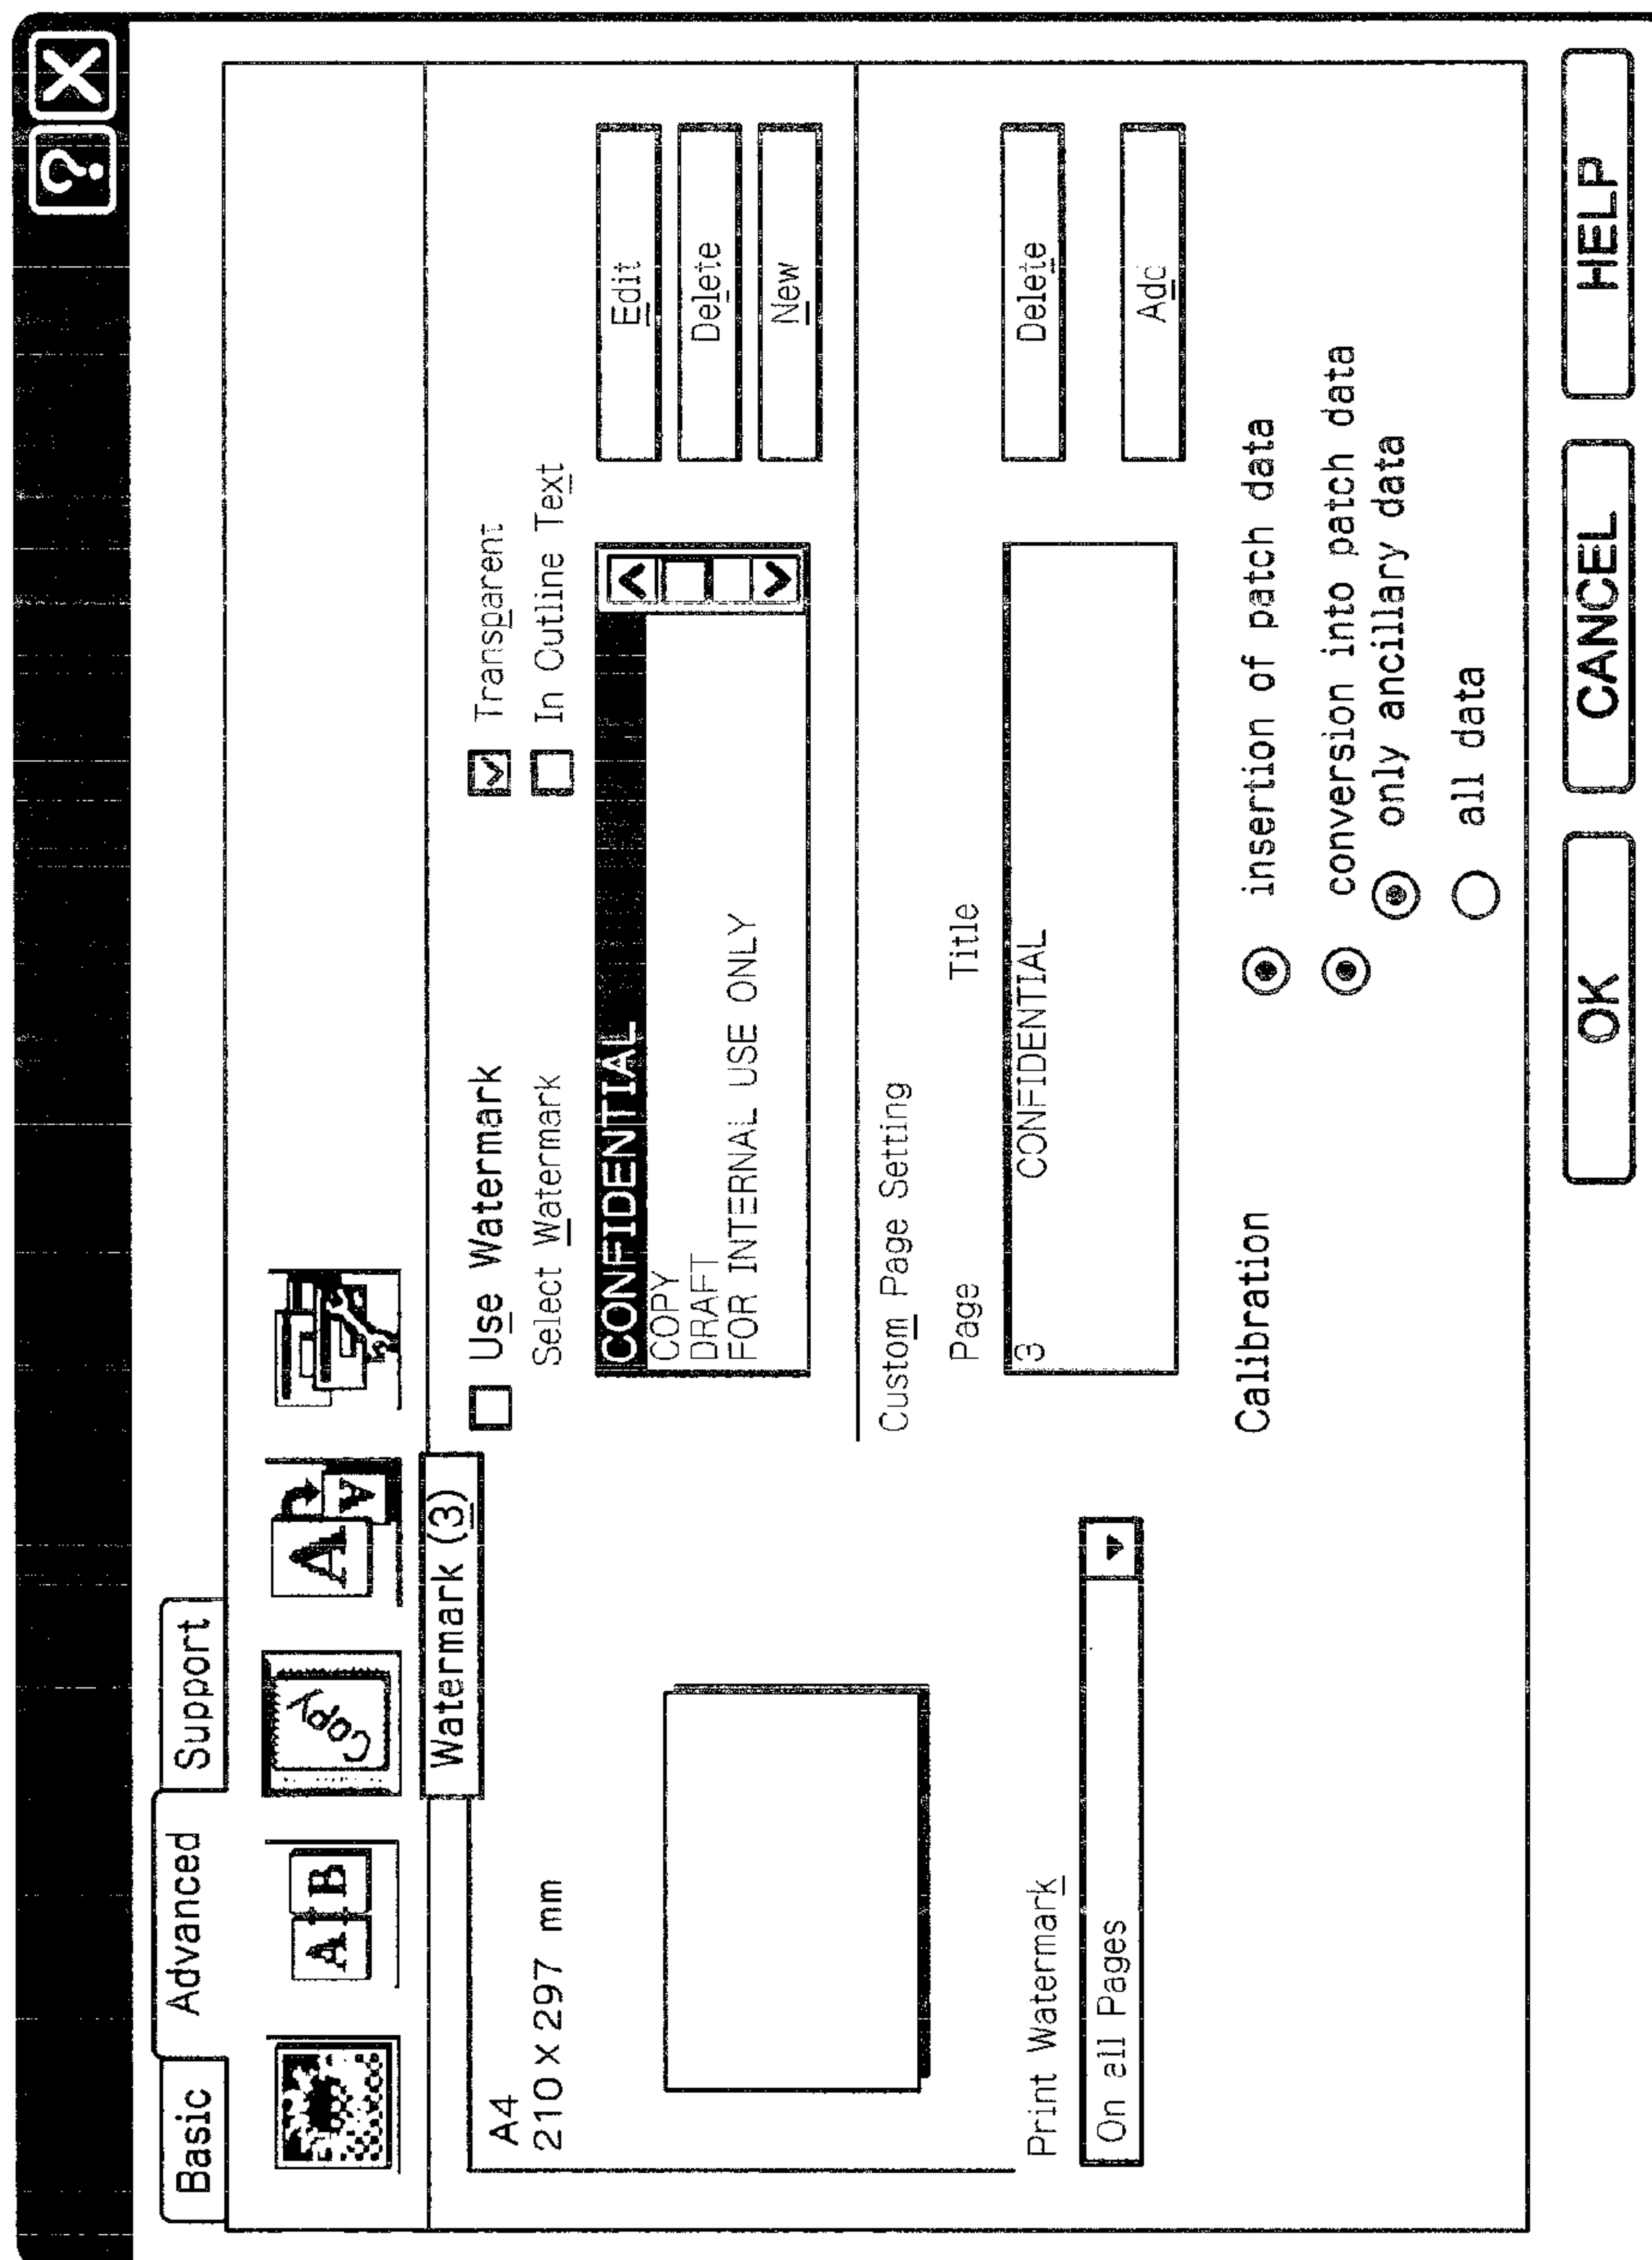 ? X
Basic
Advanced
Support
A B
Copy
A A
Watermark (3)
A4
210 x 297 mm
Print Watermark
On all Pages
Use Watermark
Transparent
Select Watermark
In Outline Text
CONFIDENTIAL
COPY
DRAFT
FOR INTERNAL USE ONLY
Edit
Delete
New
Custom Page Setting
Page Title
3 CONFIDENTIAL
Delete
Add
Calibration
insertion of patch data
conversion into patch data
only ancillary data
all data
OK
CANCEL
HELP